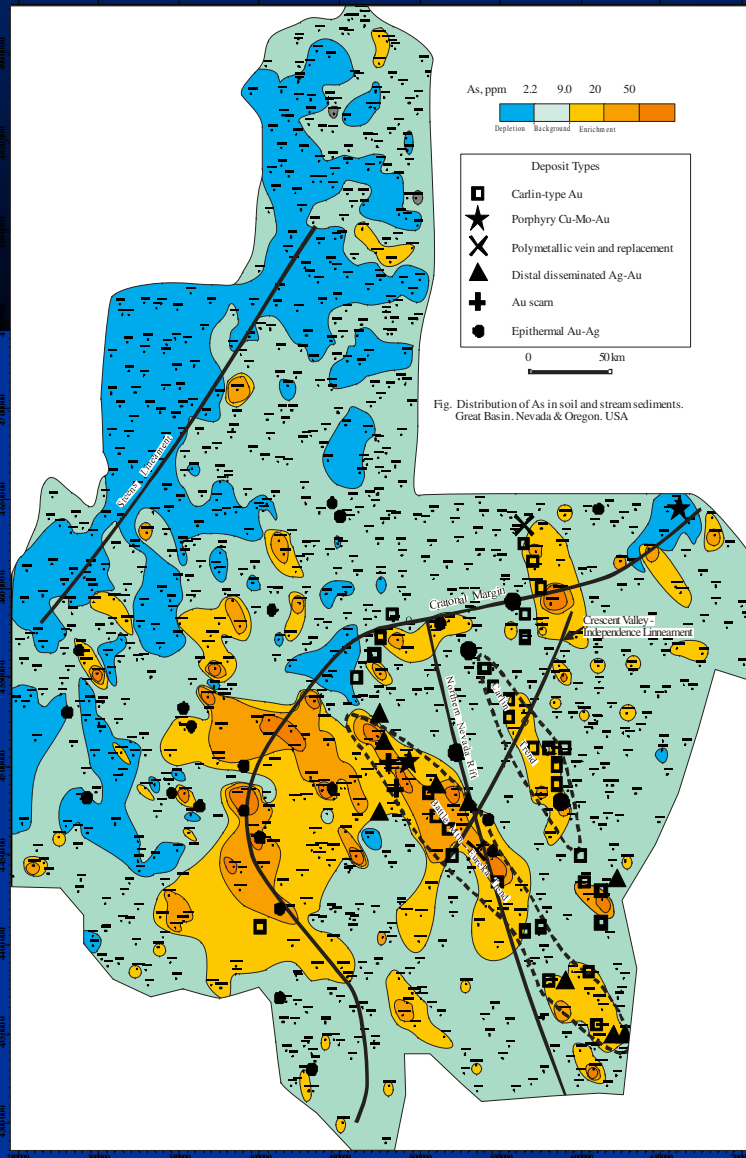 As, ppm 2.2 9.0 20 50
Depletion Background Enrichment
Deposit Types
Carlin-type Au
Porphyry Cu-Mo-Au
Polymetallic vein and replacement
Distal disseminated Ag-Au
Au scarn
Epithermal Au-Ag
0 50 km
Fig. Distribution of As in soil and stream sediments.
Great Basin. Nevada & Oregon. USA
Steens Lineament
Cratonal Margin
Crescent Valley -
Independence Linneament
Northern Nevada Rift
Carlin Trend
Eureka Trend